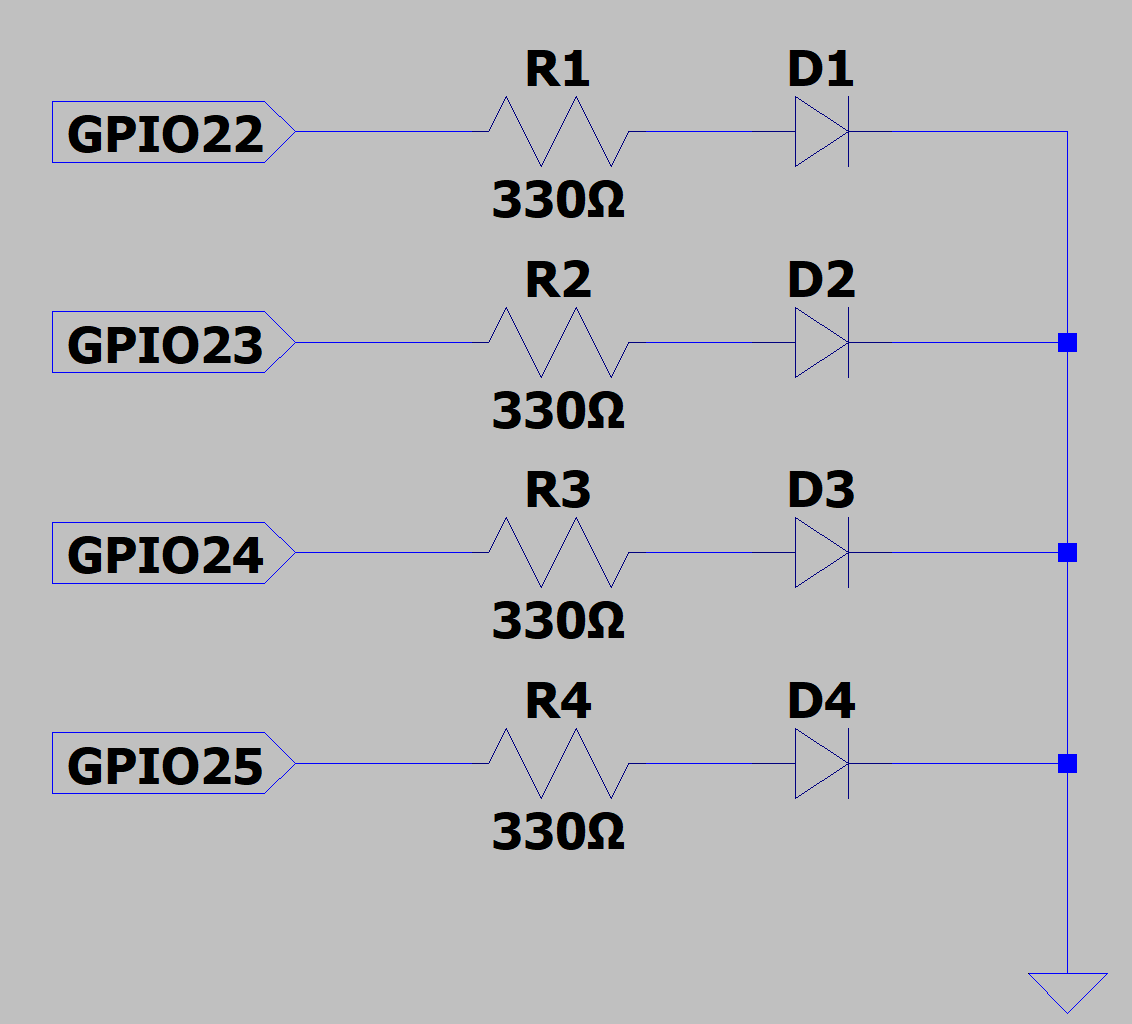 R1
D1
GPIO22
330Ω
R2
D2
GPIO23
330Ω
R3
D3
GPIO24
330Ω
R4
D4
GPIO25
330Ω